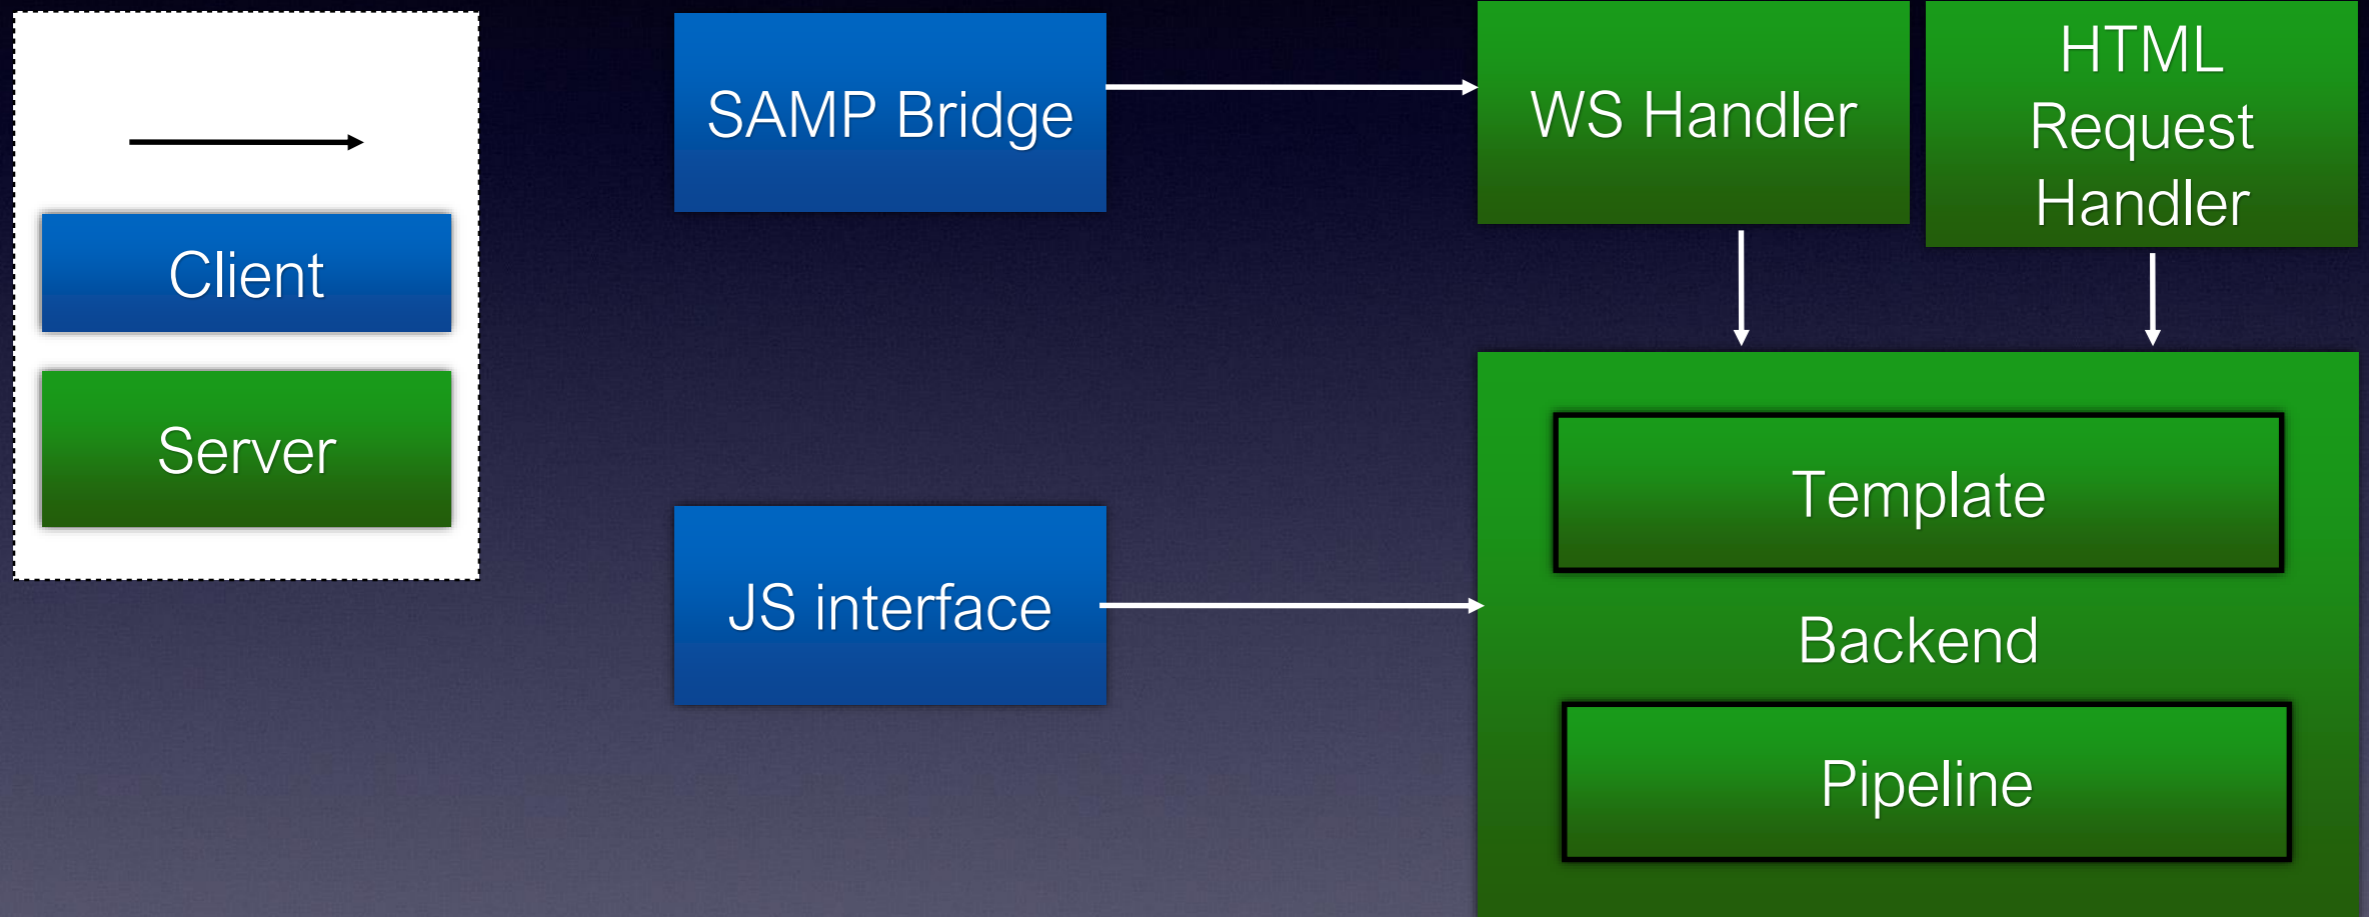 Client
Server
SAMP Bridge
JS interface
WS Handler
HTML
Request
Handler
Template
Backend
Pipeline